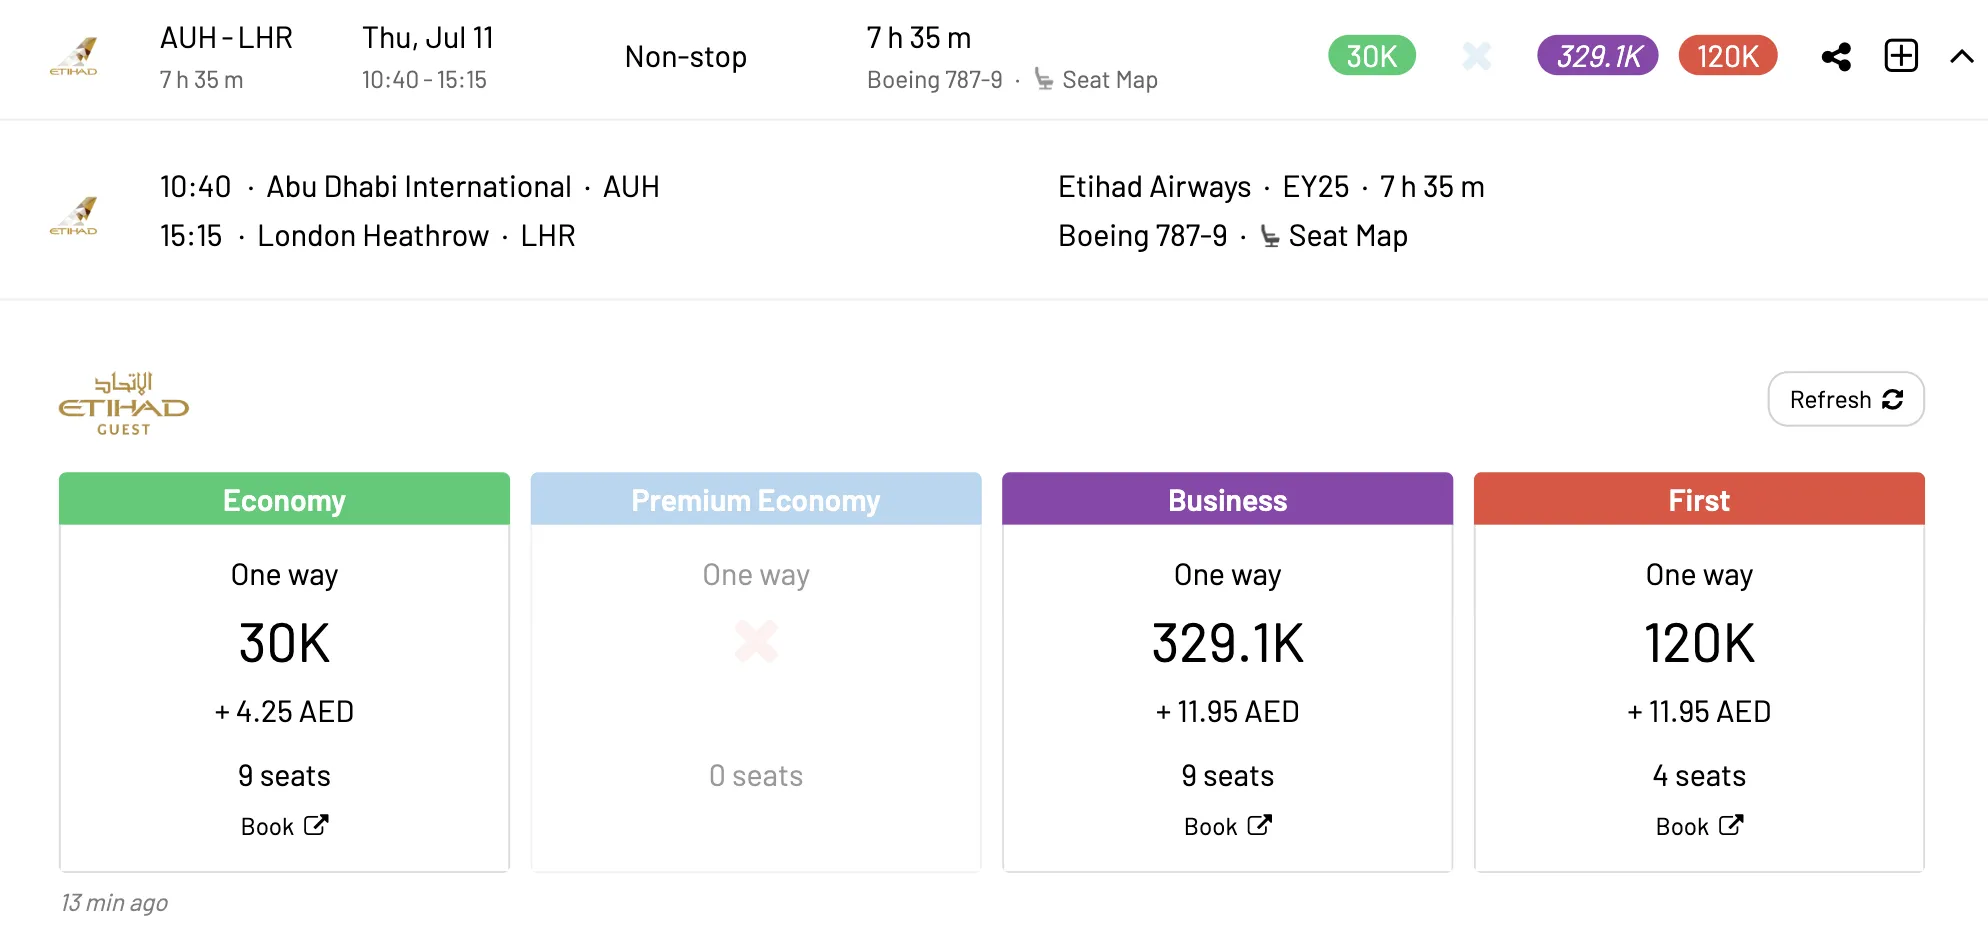 ETIHAD
AUH - LHR
7 h 35 m
Thu, Jul 11
10:40 - 15:15
Non-stop
7 h 35 m
Boeing 787-9 · Seat Map
30K
329.1K
120K
ETIHAD
10:40 · Abu Dhabi International · AUH
15:15 · London Heathrow · LHR
Etihad Airways · EY25 · 7 h 35 m
Boeing 787-9 · Seat Map
الإتحاد
ETIHAD
GUEST
Refresh
Economy
One way
30K
+ 4.25 AED
9 seats
Book
Premium Economy
One way
0 seats
Business
One way
329.1K
+ 11.95 AED
9 seats
Book
First
One way
120K
+ 11.95 AED
4 seats
Book
13 min ago